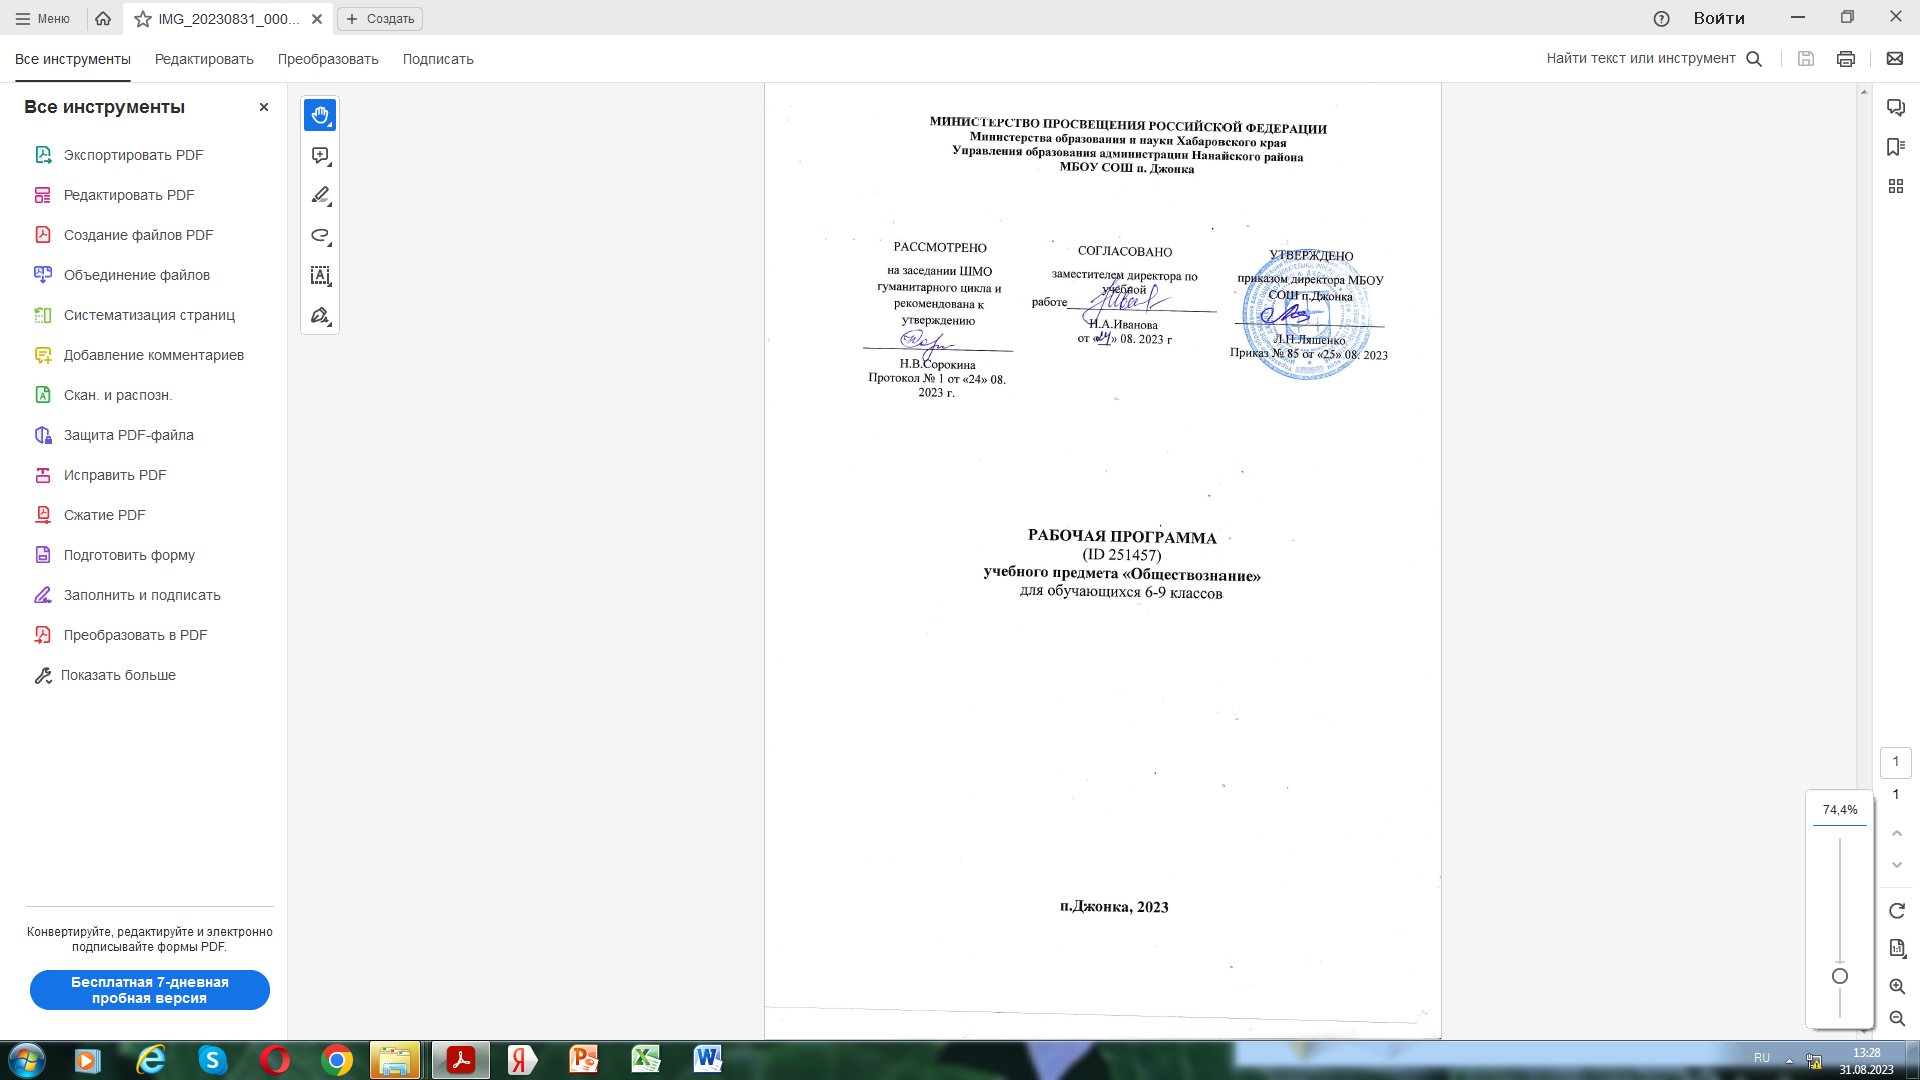 Меню
IMG_20230831_000...
Создать
Войти
Все инструменты
Редактировать
Преобразовать
Подписать
Найти текст или инструмент
Все инструменты
Экспортировать PDF
Редактировать PDF
Создание файлов PDF
Объединение файлов
Систематизация страниц
Добавление комментариев
Скан. и распозн.
Защита PDF-файла
Исправить PDF
Сжатие PDF
Подготовить форму
Заполнить и подписать
Преобразовать в PDF
Показать больше
Конвертируйте, редактируйте и электронно
подписывайте формы PDF.
Бесплатная 7-дневная
пробная версия
МИНИСТЕРСТВО ПРОСВЕЩЕНИЯ РОССИЙСКОЙ ФЕДЕРАЦИИ
Министерства образования и науки Хабаровского края
Управления образования администрации Нанайского района
МБОУ СОШ п. Джонка
РАССМОТРЕНО
на заседании ШМО
гуманитарного цикла и
рекомендована к
утверждению
Н.В.Сорокина
Протокол № 1 от «24» 08.
2023 г.
СОГЛАСОВАНО
заместителем директора по
учебной
работе
Н.А.Иванова
от «24» 08. 2023 г
УТВЕРЖДЕНО
приказом директора МБОУ
СОШ п.Джонка
Л.П.Ляшенко
Приказ № 85 от «25» 08. 2023
РАБОЧАЯ ПРОГРАММА
(ID 251457)
учебного предмета «Обществознание»
для обучающихся 6-9 классов
п.Джонка, 2023
1
1
74,4%
RU
13:28
31.08.2023